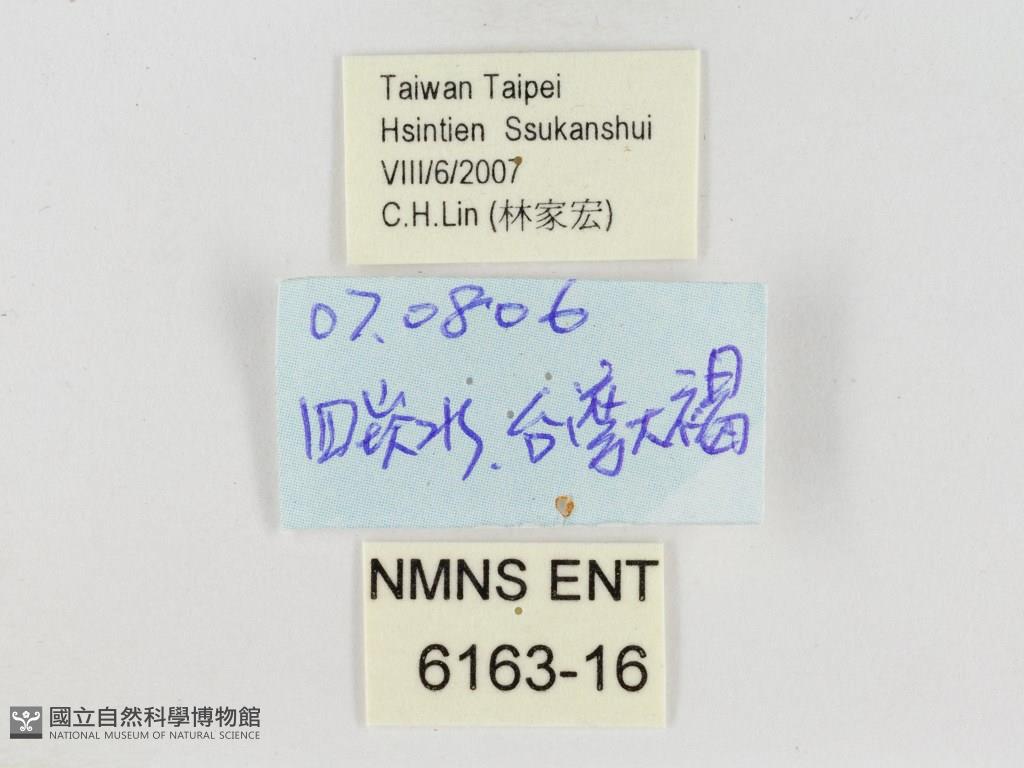 Taiwan Taipei
Hsintien Ssukanshui
VIII/6/2007
C.H.Lin (林家宏)
07.0806
四崁水.台灣大褐
NMNS ENT
6163-16
國立自然科學博物館
NATIONAL MUSEUM OF NATURAL SCIENCE